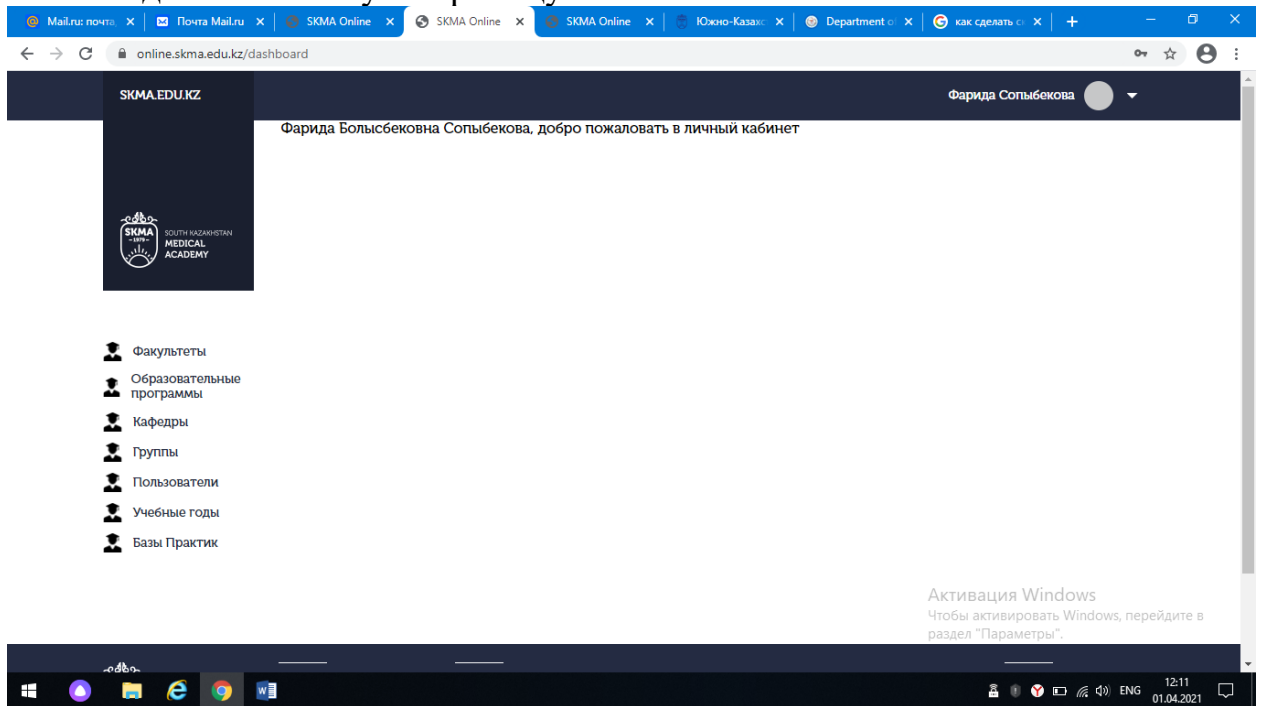 Mail.ru: почта,
Почта Mail.ru
SKMA Online
SKMA Online
SKMA Online
Южно-Казахс
Department o
как сделать с
online.skma.edu.kz/dashboard
SKMA.EDU.KZ
Фарида Сопыбекова
Фарида Болысбековна Сопыбекова, добро пожаловать в личный кабинет
SKMA
-1979-
SOUTH KAZAKHSTAN
MEDICAL
ACADEMY
Факультеты
Образовательные
программы
Кафедры
Группы
Пользователи
Учебные годы
Базы Практик
Активация Windows
Чтобы активировать Windows, перейдите в
раздел "Параметры".
ENG
12:11
01.04.2021